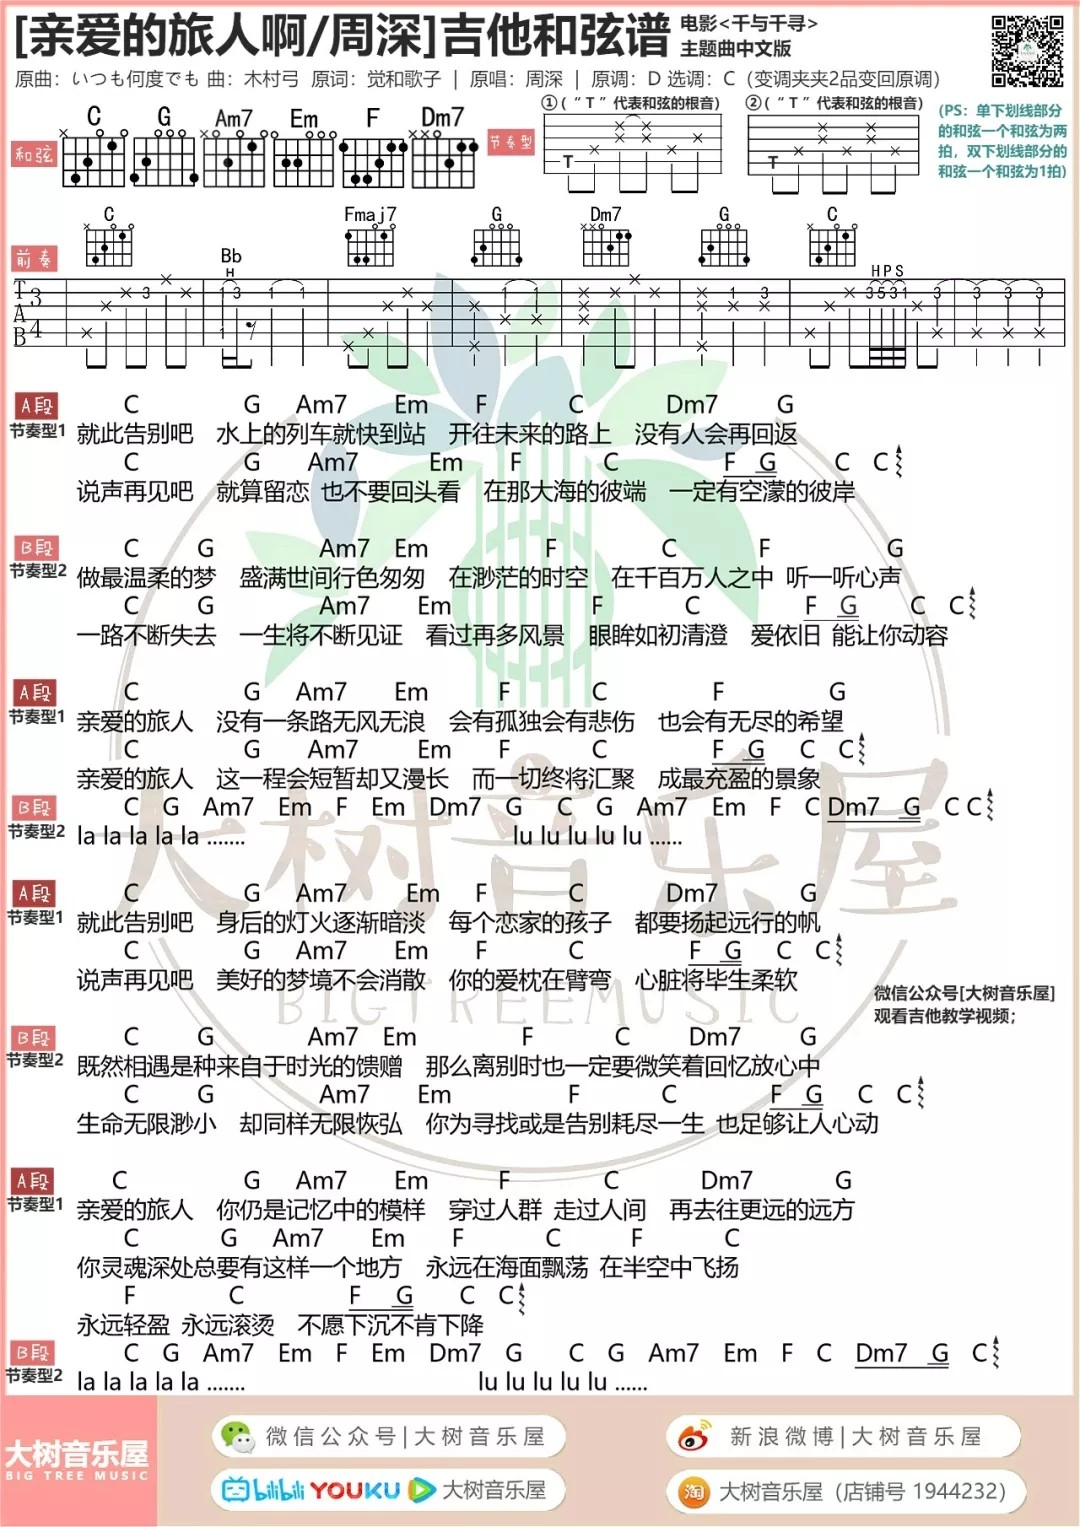 [亲爱的旅人啊/周深]吉他和弦谱 电影<千与千寻>
主题曲中文版
原曲：いつも何度でも 曲：木村弓 原词：觉和歌子 | 原唱：周深 | 原调：D 选调：C（变调夹夹2品变回原调）
和弦 C G Am7 Em F Dm7
节奏型 ①(“T”代表和弦的根音) ②(“T”代表和弦的根音)
T T
(PS：单下划线部分
的和弦一个和弦为两
拍，双下划线部分的
和弦一个和弦为1拍)
前奏 C Bb Fmaj7 G Dm7 G C
H H P S
T A B 3 4 3 1 3 1 1 1 1 1 1 3 3 5 3 1 3 3 3 3
A段 C G Am7 Em F C Dm7 G
节奏型1 就此告别吧 水上的列车就快到站 开往未来的路上 没有人会再回返
C G Am7 Em F C F G C C
说声再见吧 就算留恋 也不要回头看 在那大海的彼端 一定有空濛的彼岸
B段 C G Am7 Em F C F G
节奏型2 做最温柔的梦 盛满世间行色匆匆 在渺茫的时空 在千百万人之中 听一听心声
C G Am7 Em F C F G C C
一路不断失去 一生将不断见证 看过再多风景 眼眸如初清澄 爱依旧 能让你动容
A段 C G Am7 Em F C F G
节奏型1 亲爱的旅人 没有一条路无风无浪 会有孤独会有悲伤 也会有无尽的希望
C G Am7 Em F C F G C C
亲爱的旅人 这一程会短暂却又漫长 而一切终将汇聚 成最充盈的景象
B段 C G Am7 Em F Em Dm7 G C G Am7 Em F C Dm7 G C C
节奏型2 la la la la la ....... lu lu lu lu lu ......
A段 C G Am7 Em F C Dm7 G
节奏型1 就此告别吧 身后的灯火逐渐暗淡 每个恋家的孩子 都要扬起远行的帆
C G Am7 Em F C F G C C
说声再见吧 美好的梦境不会消散 你的爱枕在臂弯 心脏将毕生柔软
微信公众号[大树音乐屋]
观看吉他教学视频；
B段 C G Am7 Em F C Dm7 G
节奏型2 既然相遇是种来自于时光的馈赠 那么离别时也一定要微笑着回忆放心中
C G Am7 Em F C F G C C
生命无限渺小 却同样无限恢弘 你为寻找或是告别耗尽一生 也足够让人心动
A段 C G Am7 Em F C Dm7 G
节奏型1 亲爱的旅人 你仍是记忆中的模样 穿过人群 走过人间 再去往更远的远方
C G Am7 Em F C F C
你灵魂深处总要有这样一个地方 永远在海面飘荡 在半空中飞扬
F C F G C C
永远轻盈 永远滚烫 不愿下沉不肯下降
B段 C G Am7 Em F Em Dm7 G C G Am7 Em F C Dm7 G C
节奏型2 la la la la la ....... lu lu lu lu lu ......
大树音乐屋
BIGTREEMUSIC
大树音乐屋
BIG TREE MUSIC
微信公众号|大树音乐屋
新浪微博|大树音乐屋
bilibili YOUKU 大树音乐屋
淘 大树音乐屋（店铺号 1944232）